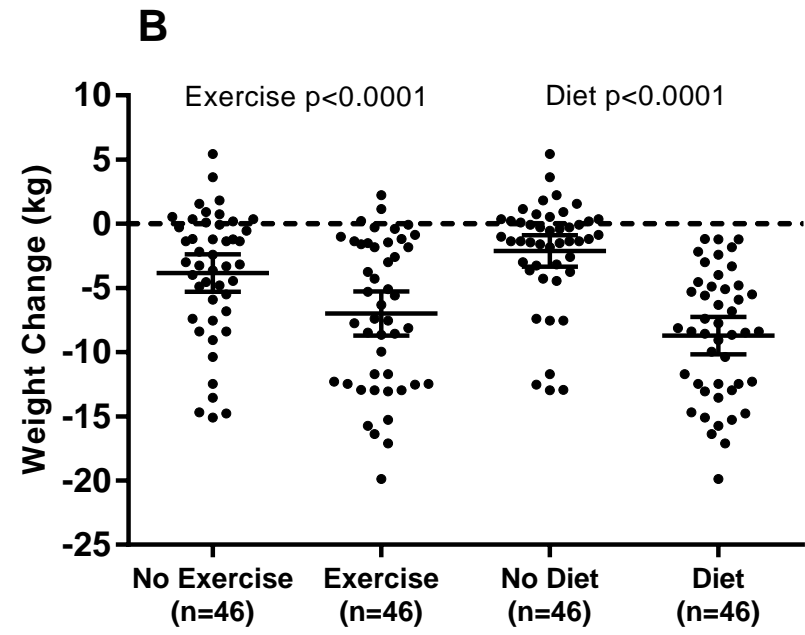 B
Exercise p<0.0001 Diet p<0.0001
Weight Change (kg)
10
5
0
-5
-10
-15
-20
-25
No Exercise Exercise No Diet Diet
(n=46) (n=46) (n=46) (n=46)